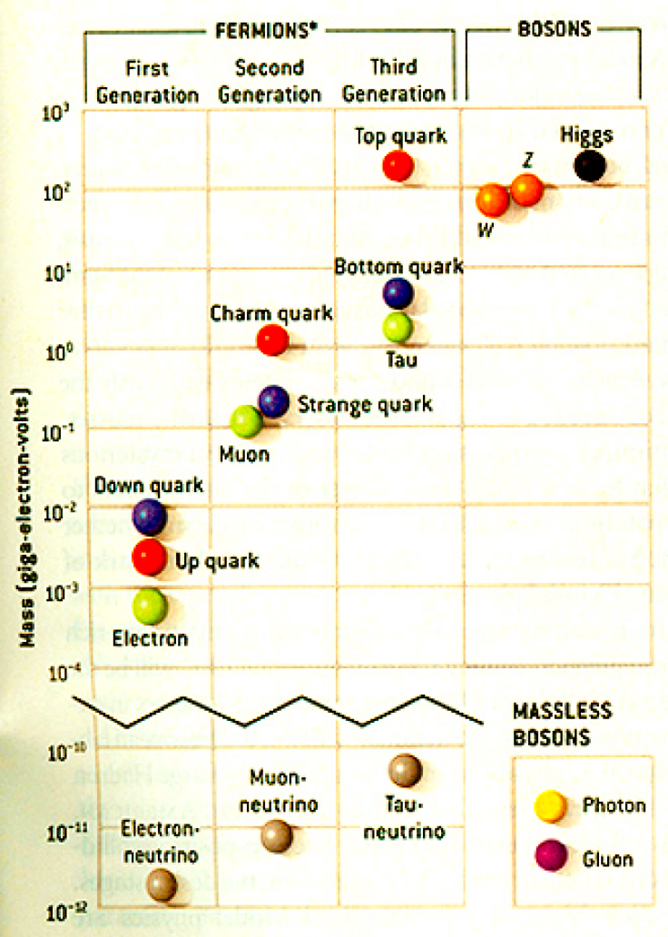 FERMIONS*
BOSONS
First
Generation
Second
Generation
Third
Generation
Mass (giga-electron-volts)
10³
10²
10¹
10⁰
10⁻¹
10⁻²
10⁻³
10⁻⁴
10⁻¹⁰
10⁻¹¹
10⁻¹²
Top quark
Higgs
Z
W
Bottom quark
Charm quark
Tau
Strange quark
Muon
Down quark
Up quark
Electron
MASSLESS
BOSONS
Muon-
neutrino
Tau-
neutrino
Electron-
neutrino
Photon
Gluon